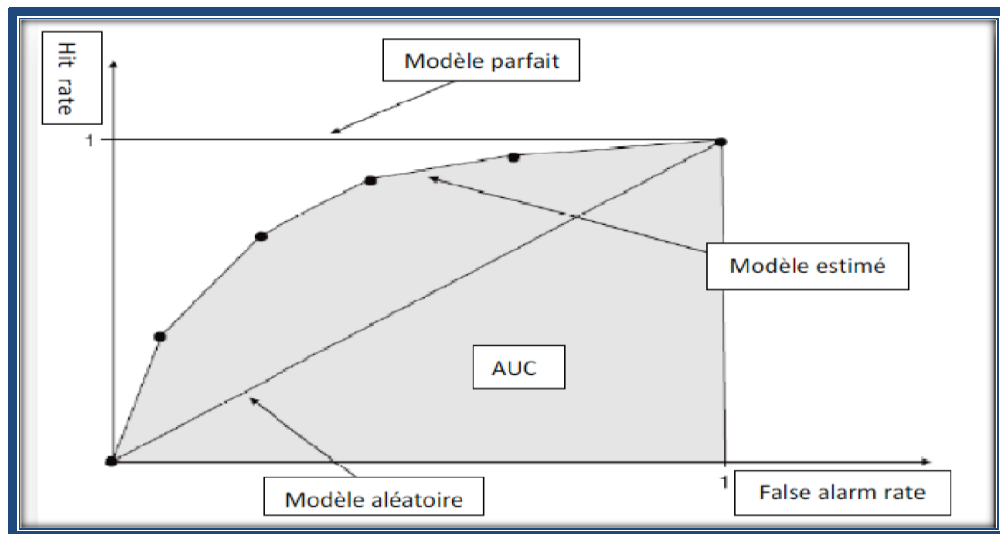 Hit rate
Modèle parfait
1
Modèle estimé
AUC
Modèle aléatoire
1
False alarm rate